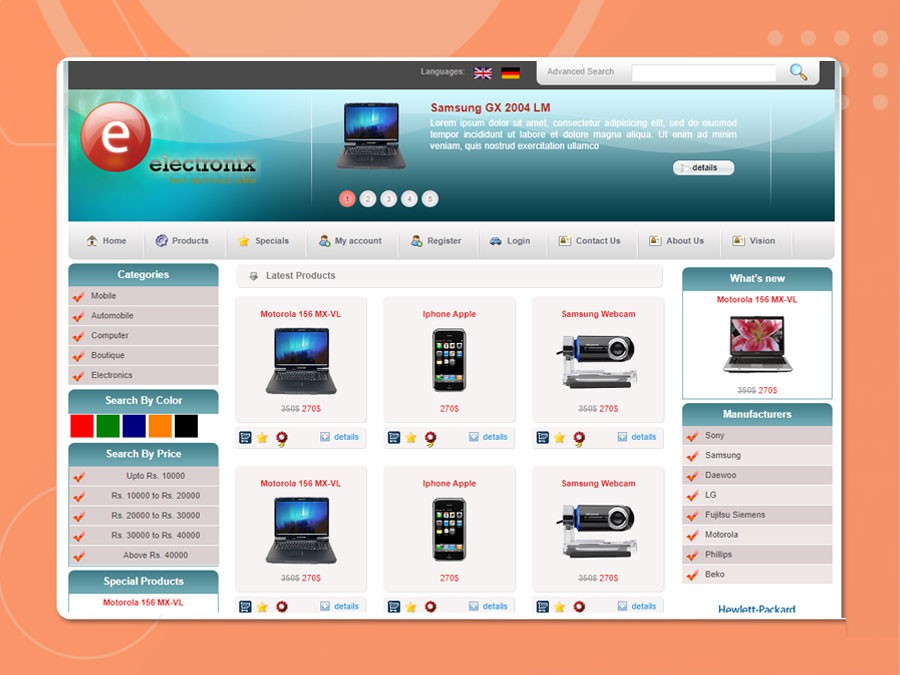 Languages:
Advanced Search
e
electronix
Samsung GX 2004 LM
Lorem ipsum dolor sit amet, consectetur adipisicing elit, sed do eiusmod
tempor incididunt ut labore et dolore magna aliqua. Ut enim ad minim
veniam, quis nostrud exercitation ullamco
details
1 2 3 4 5
Home Products Specials My account Register Login Contact Us About Us Vision
Categories
Mobile
Automobile
Computer
Boutique
Electronics
Search By Color
Search By Price
Upto Rs. 10000
Rs. 10000 to Rs. 20000
Rs. 20000 to Rs. 30000
Rs. 30000 to Rs. 40000
Above Rs. 40000
Special Products
Motorola 156 MX-VL
Latest Products
Motorola 156 MX-VL Iphone Apple Samsung Webcam
350$ 270$ 270$ 350$ 270$
details details details
Motorola 156 MX-VL Iphone Apple Samsung Webcam
350$ 270$ 270$ 350$ 270$
details details details
What's new
Motorola 156 MX-VL
350$ 270$
Manufacturers
Sony
Samsung
Daewoo
LG
Fujitsu Siemens
Motorola
Phillips
Beko
Hewlett-Packard